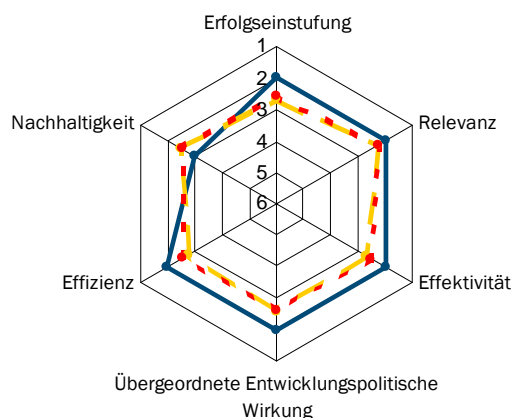 Erfolgseinstufung
1
2
3
4
5
6
Nachhaltigkeit
Relevanz
Effizienz
Effektivität
Übergeordnete Entwicklungspolitische
Wirkung